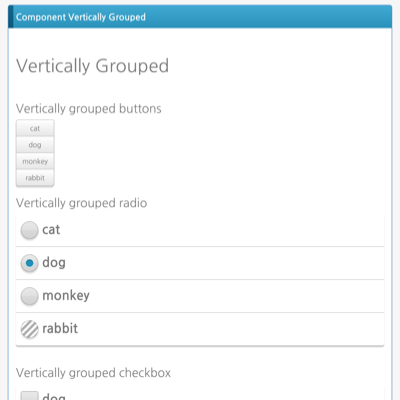 Component Vertically Grouped
Vertically Grouped
Vertically grouped buttons
cat
dog
monkey
rabbit
Vertically grouped radio
cat
dog
monkey
rabbit
Vertically grouped checkbox
dog